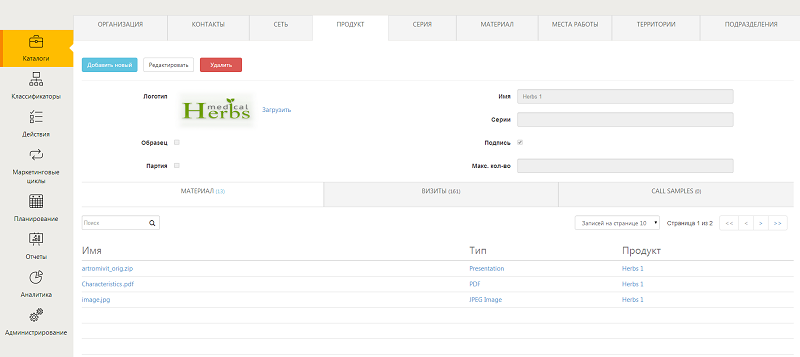 ОРГАНИЗАЦИЯ КОНТАКТЫ СЕТЬ ПРОДУКТ СЕРИЯ МАТЕРИАЛ МЕСТА РАБОТЫ ТЕРРИТОРИИ ПОДРАЗДЕЛЕНИЯ
Каталоги
Классификаторы
Действия
Маркетинговые
циклы
Планирование
Отчеты
Аналитика
Администрирование
Добавить новый Редактировать Удалить
Логотип
medical
Herbs
Загрузить
Имя Herbs 1
Серии
Образец
Подпись
Партия
Макс. кол-во
МАТЕРИАЛ (13) ВИЗИТЫ (161) CALL SAMPLES (0)
Поиск
Записей на странице 10 Страница 1 из 2 << < > >>
Имя Тип Продукт
artromivit_orig.zip Presentation Herbs 1
Characteristics.pdf PDF Herbs 1
image.jpg JPEG Image Herbs 1